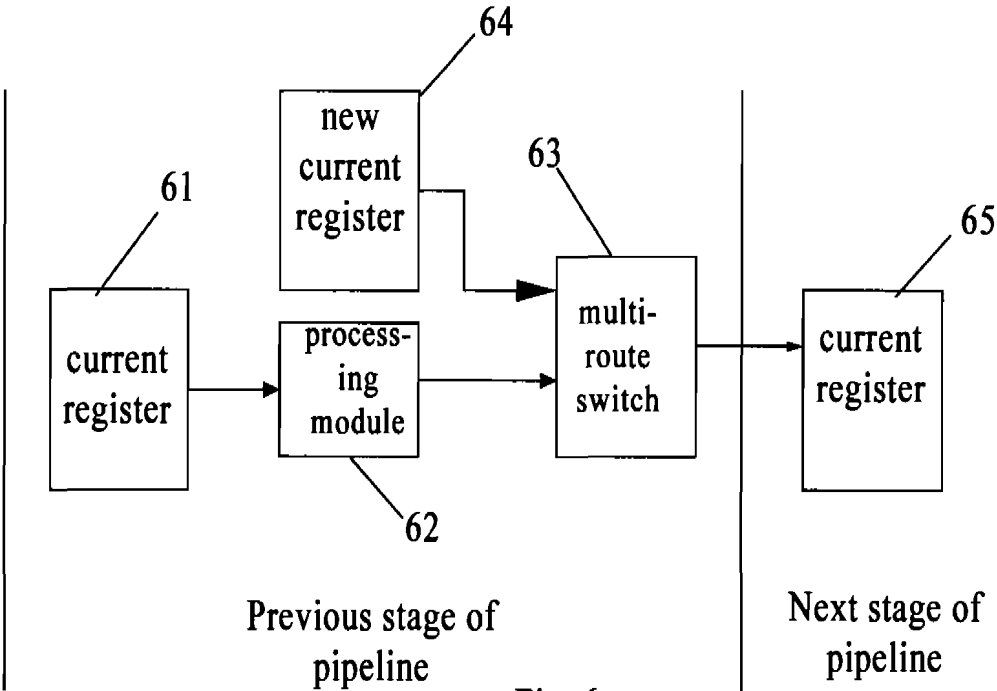 64
new
current
register
63
61
65
current
register
process-
ing
module
multi-
route
switch
current
register
62
Previous stage of
pipeline
Next stage of
pipeline